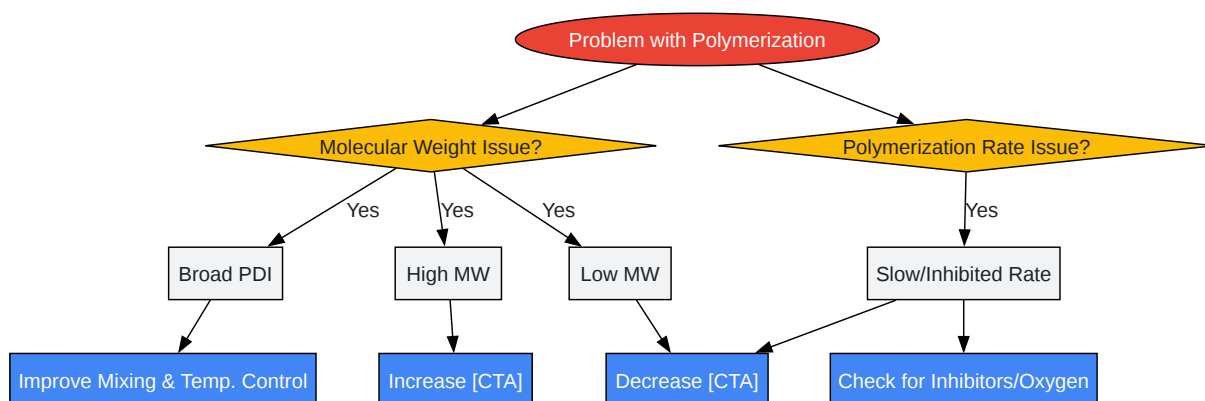 Problem with Polymerization
Molecular Weight Issue?
Polymerization Rate Issue?
Yes
Yes
Yes
Yes
Broad PDI
High MW
Low MW
Slow/Inhibited Rate
Improve Mixing & Temp. Control
Increase [CTA]
Decrease [CTA]
Check for Inhibitors/Oxygen